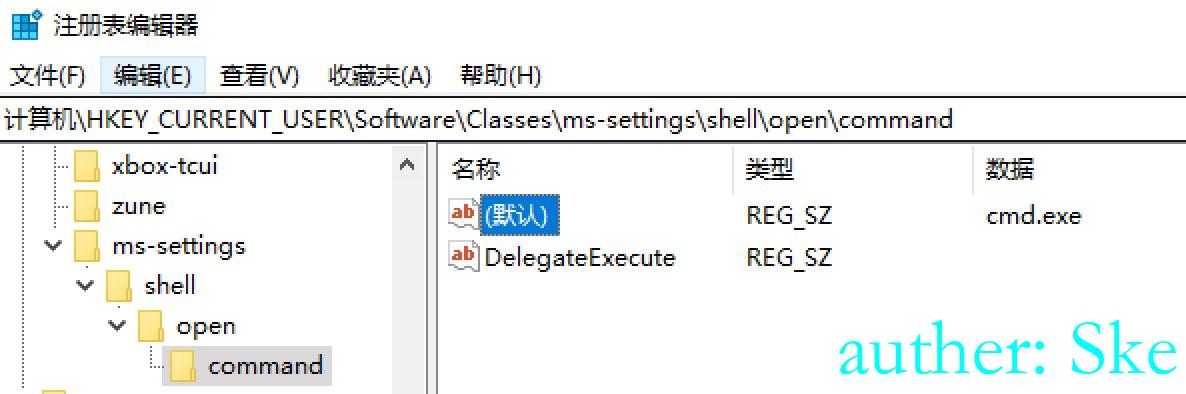 注册表编辑器
文件(F) 编辑(E) 查看(V) 收藏夹(A) 帮助(H)
计算机\HKEY_CURRENT_USER\Software\Classes\ms-settings\shell\open\command
xbox-tcui
zune
ms-settings
shell
open
command
名称 类型 数据
ab (默认) REG_SZ cmd.exe
ab DelegateExecute REG_SZ
auther: Ske